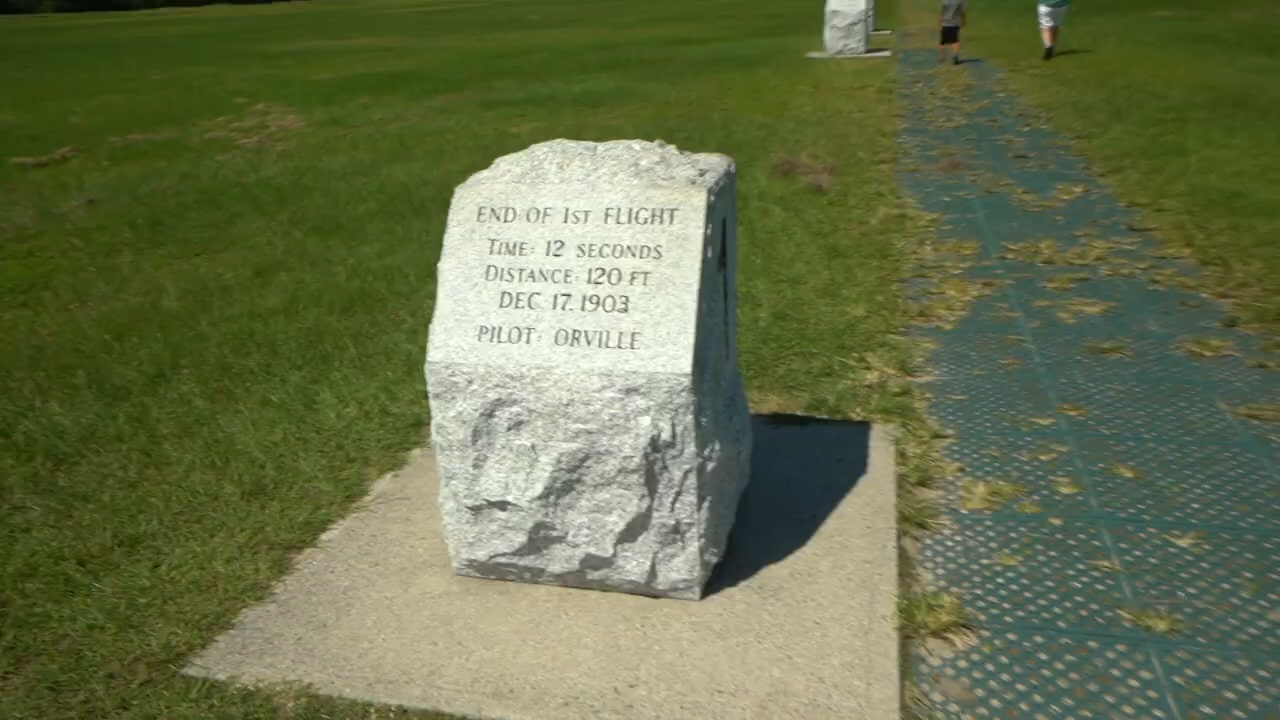 END OF 1ST FLIGHT
TIME: 12 SECONDS
DISTANCE: 120 FT
DEC 17. 1903
PILOT: ORVILLE